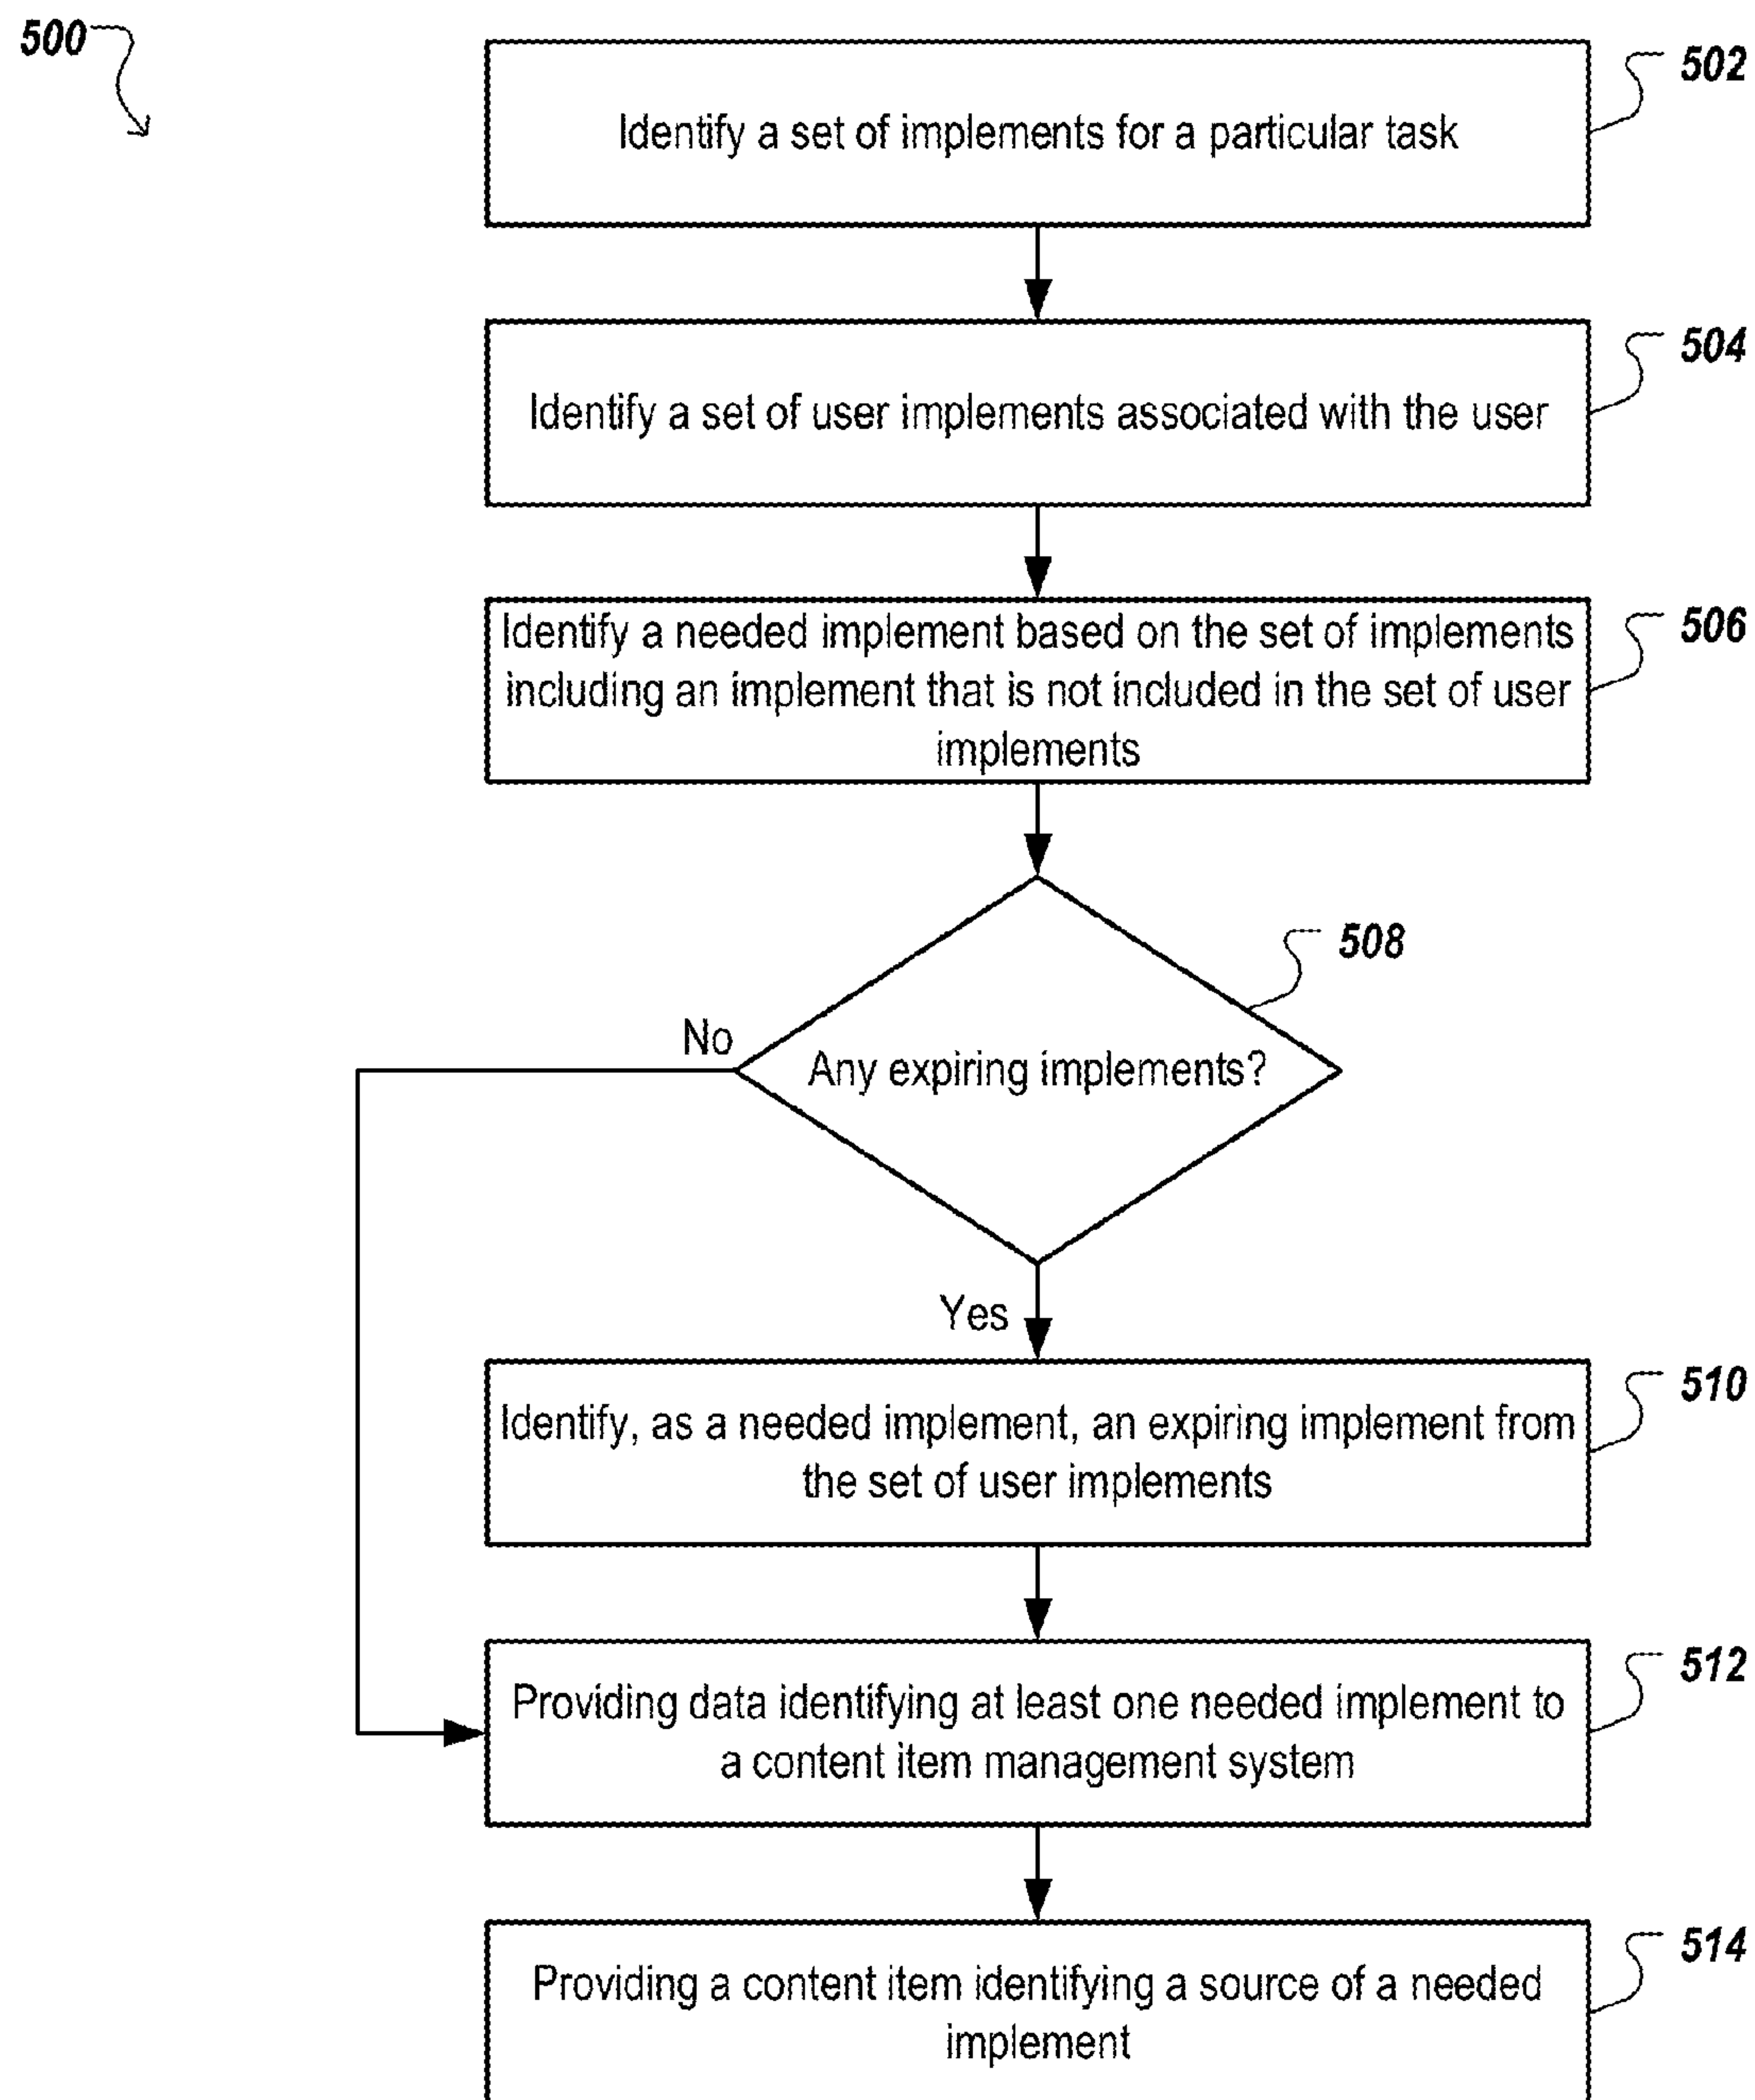 500
502
Identify a set of implements for a particular task
504
Identify a set of user implements associated with the user
506
Identify a needed implement based on the set of implements
including an implement that is not included in the set of user
implements
508
No
Any expiring implements?
Yes
510
Identify, as a needed implement, an expiring implement from
the set of user implements
512
Providing data identifying at least one needed implement to
a content item management system
514
Providing a content item identifying a source of a needed
implement